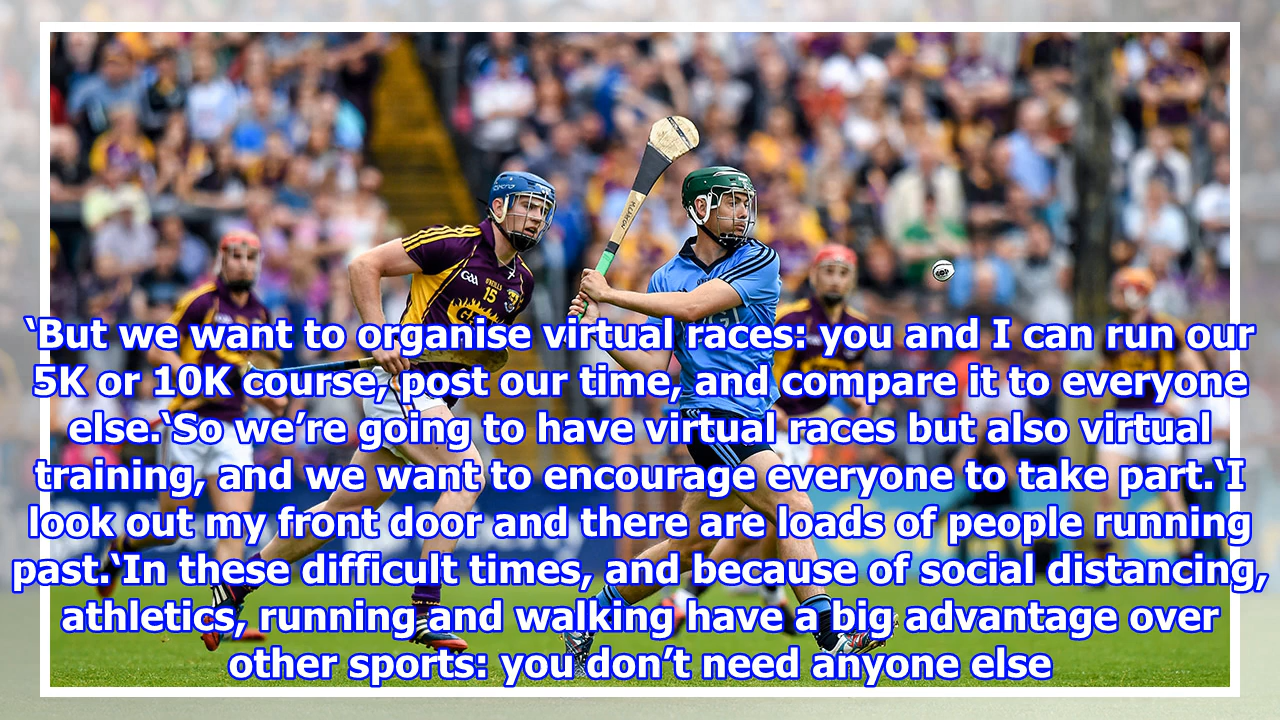 ‘But we want to organise virtual races: you and I can run our
5K or 10K course, post our time, and compare it to everyone
else.‘So we’re going to have virtual races but also virtual
training, and we want to encourage everyone to take part.‘I
look out my front door and there are loads of people running
past.‘In these difficult times, and because of social distancing,
athletics, running and walking have a big advantage over
other sports: you don’t need anyone else
GAA
O'NEILLS
15